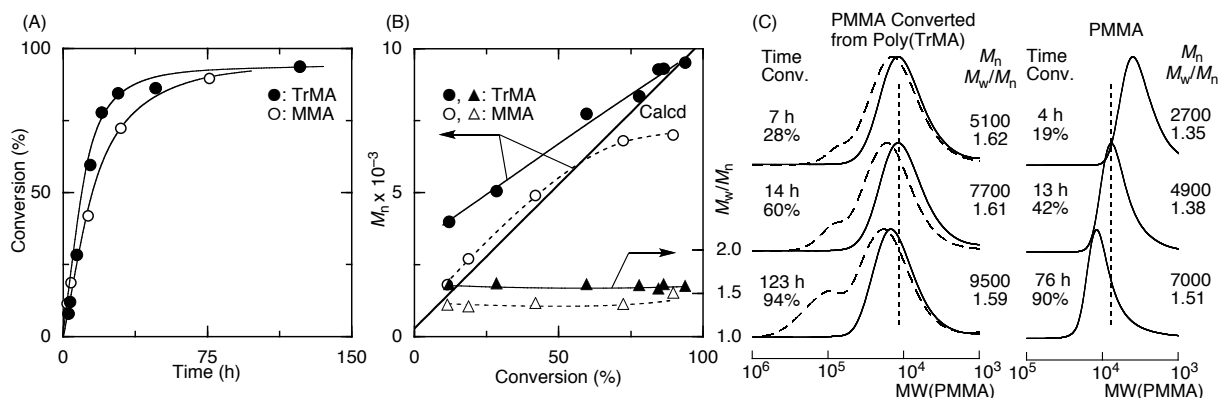 (A)
100
50
0
0
75
150
Conversion (%)
Time (h)
●: TrMA
○: MMA
(B)
10
5
0
0
50
100
Mn x 10–3
Conversion (%)
●, ▲: TrMA
○, △: MMA
Calcd
Mw/Mn
2.0
1.5
1.0
(C)
PMMA Converted
from Poly(TrMA)
Time
Conv.
Mn
Mw/Mn
7 h
28%
5100
1.62
14 h
60%
7700
1.61
123 h
94%
9500
1.59
106
105
104
103
MW(PMMA)
PMMA
Time
Conv.
Mn
Mw/Mn
4 h
19%
2700
1.35
13 h
42%
4900
1.38
76 h
90%
7000
1.51
105
104
103
MW(PMMA)